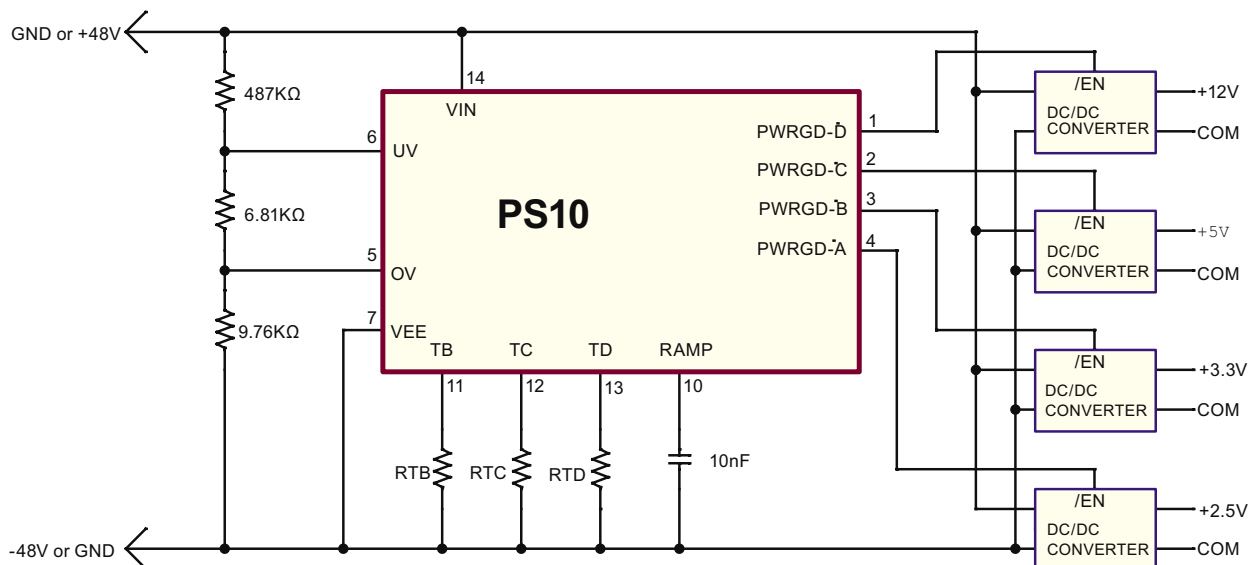 GND or +48V
487KΩ
14
VIN
6
UV
6.81KΩ
PS10
5
OV
7
VEE
9.76KΩ
TB
TC
TD
RAMP
11
12
13
10
RTB
RTC
RTD
10nF
-48V or GND
PWRGD-D
1
PWRGD-C
2
PWRGD-B
3
PWRGD-A
4
/EN
DC/DC
CONVERTER
+12V
COM
/EN
DC/DC
CONVERTER
+5V
COM
/EN
DC/DC
CONVERTER
+3.3V
COM
/EN
DC/DC
CONVERTER
+2.5V
COM